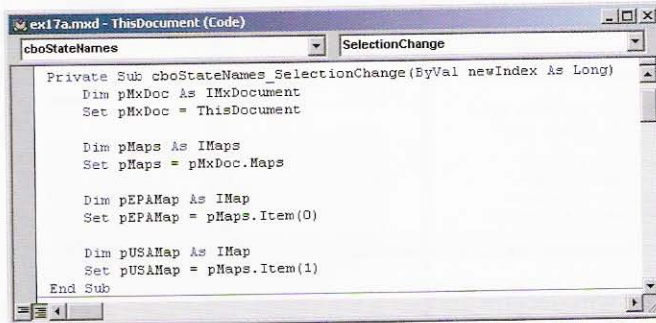 ex17a.mxd - ThisDocument (Code)
cboStateNames
SelectionChange
Private Sub cboStateNames_SelectionChange(ByVal newIndex As Long)
Dim pMxDoc As IMxDocument
Set pMxDoc = ThisDocument
Dim pMaps As IMaps
Set pMaps = pMxDoc.Maps
Dim pEPAMap As IMap
Set pEPAMap = pMaps.Item(0)
Dim pUSAMap As IMap
Set pUSAMap = pMaps.Item(1)
End Sub